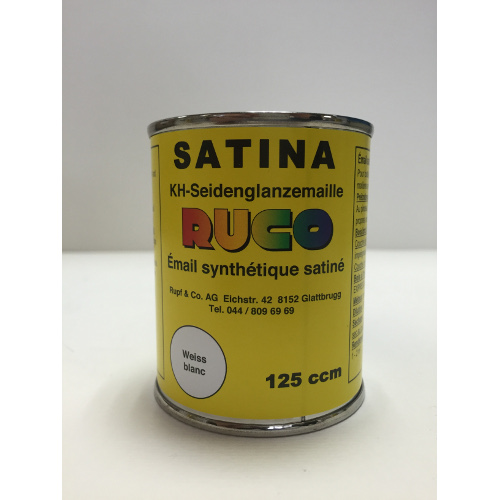 SATINA
KH-Seidenglanzemaille
RUCO
Émail synthétique satiné
Rupf & Co. AG Eichstr. 42 8152 Glattbrugg
Tel. 044 / 809 69 69
Weiss
blanc
125 ccm